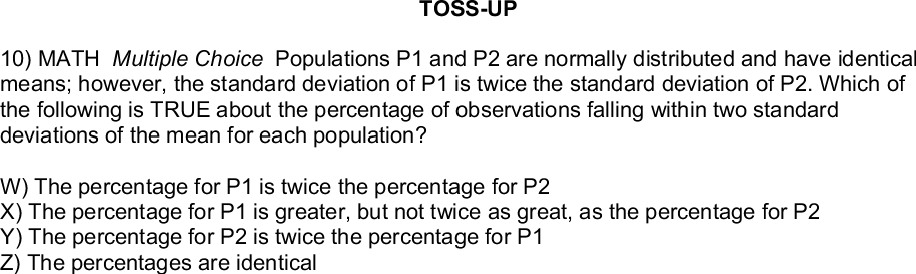 TOSS-UP
10) MATH Multiple Choice Populations P1 and P2 are normally distributed and have identical
means; however, the standard deviation of P1 is twice the standard deviation of P2. Which of
the following is TRUE about the percentage of observations falling within two standard
deviations of the mean for each population?
W) The percentage for P1 is twice the percentage for P2
X) The percentage for P1 is greater, but not twice as great, as the percentage for P2
Y) The percentage for P2 is twice the percentage for P1
Z) The percentages are identical